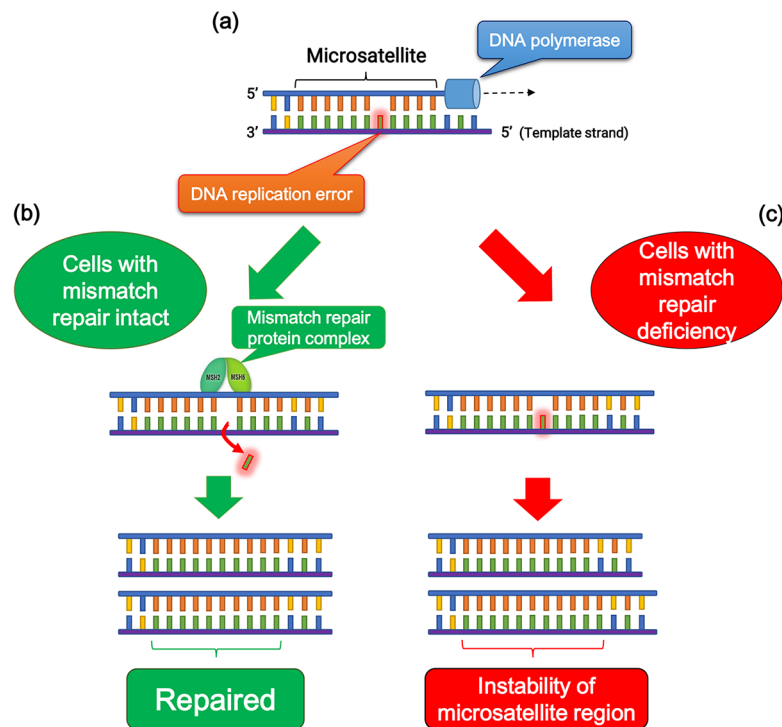 (a)
DNA polymerase
Microsatellite
5’
3’
5’ (Template strand)
DNA replication error
(b)
(c)
Cells with
mismatch
repair intact
Cells with
mismatch
repair
deficiency
Mismatch repair
protein complex
MSH2 MSH6
Repaired
Instability of
microsatellite region